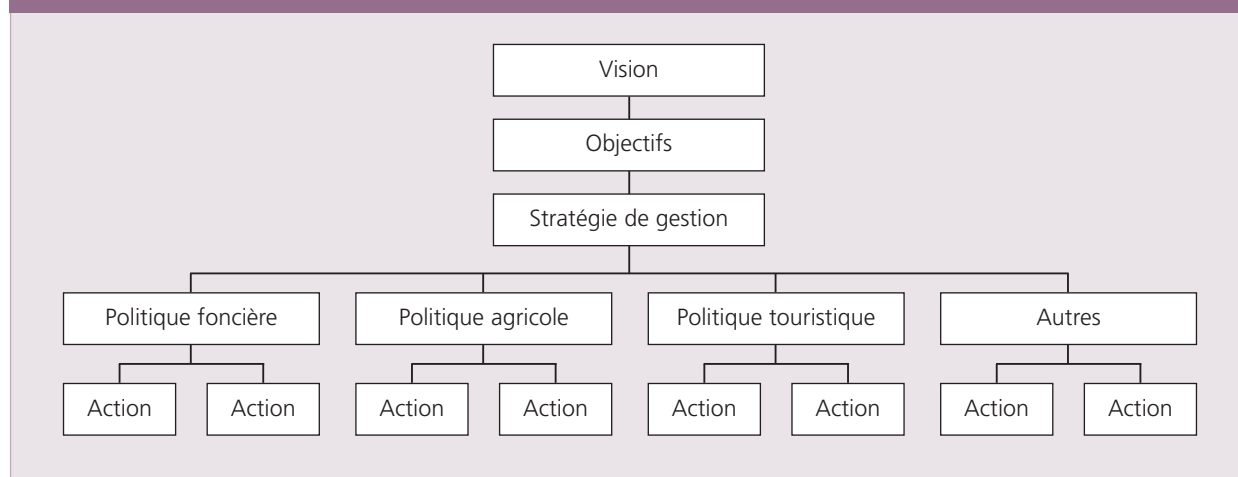 Vision
Objectifs
Stratégie de gestion
Politique foncière
Politique agricole
Politique touristique
Autres
Action
Action
Action
Action
Action
Action
Action
Action